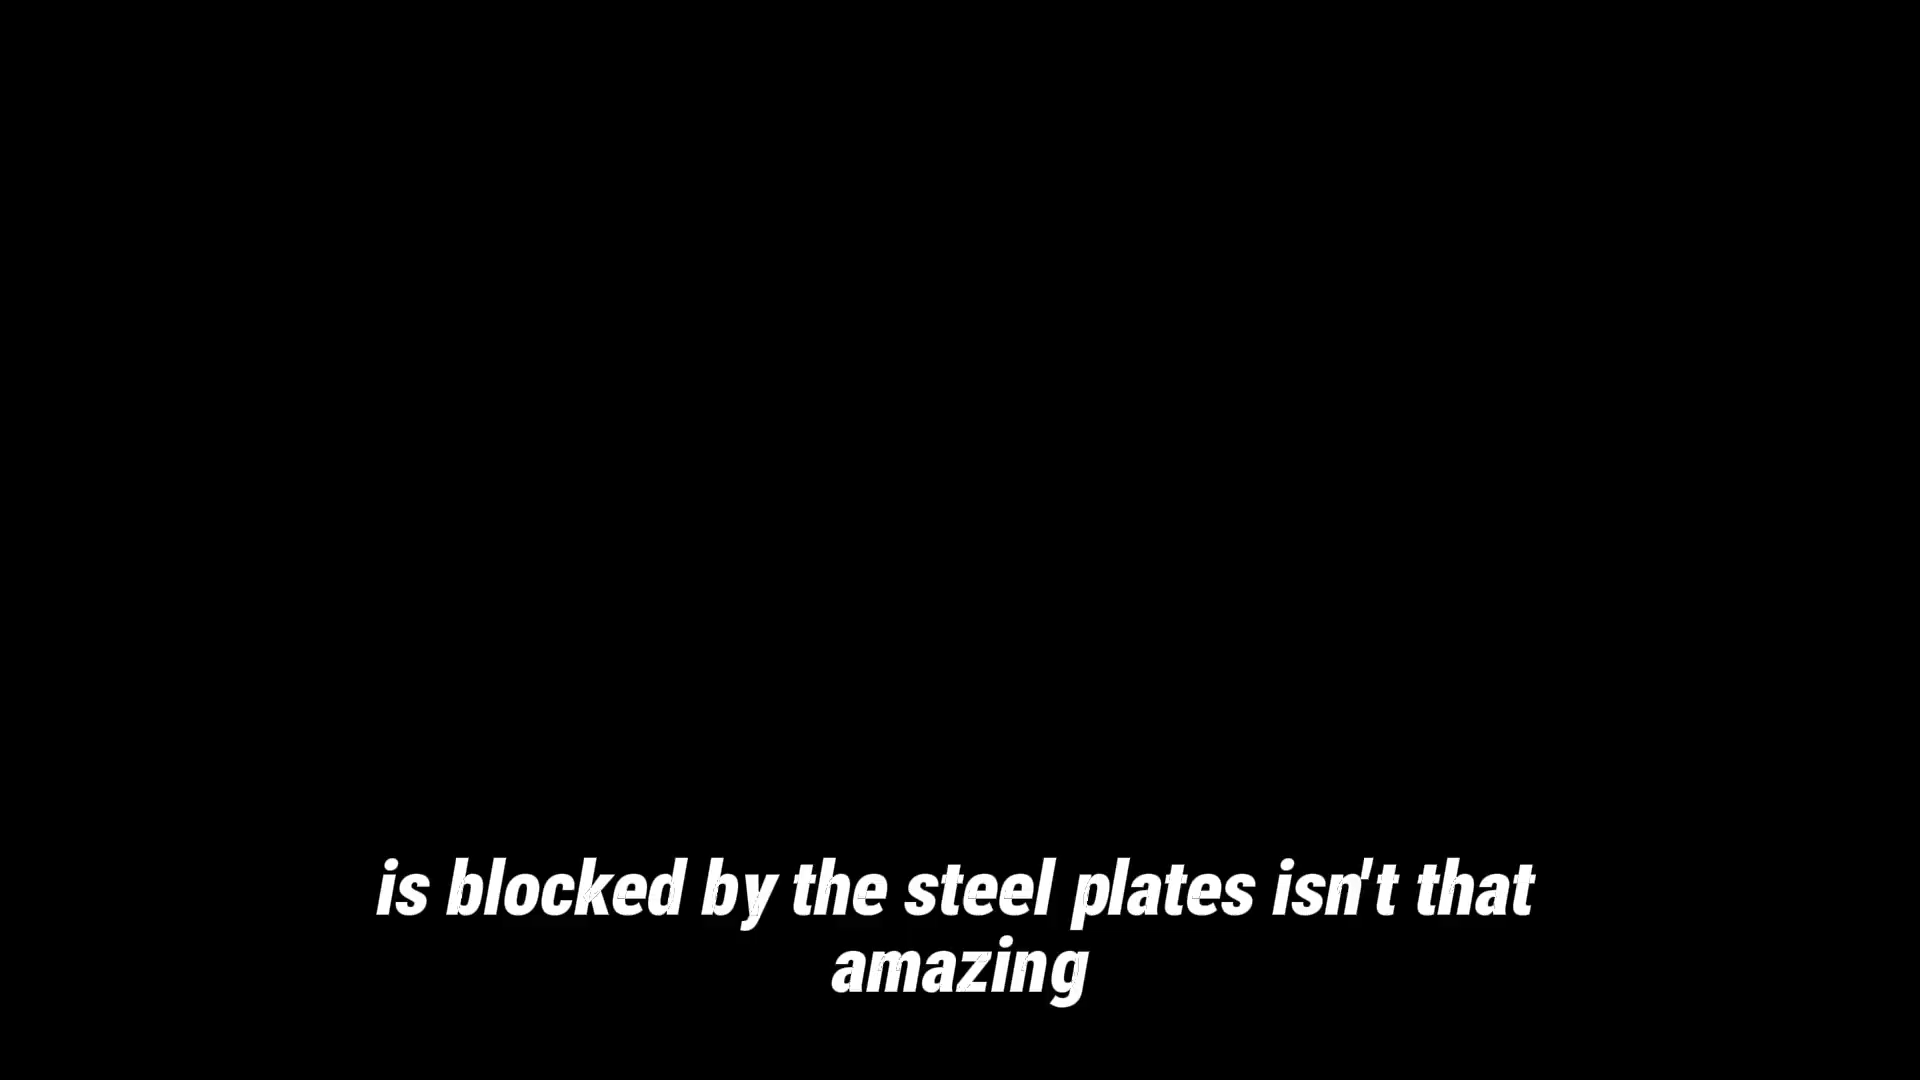 is blocked by the steel plates isn't that
amazing